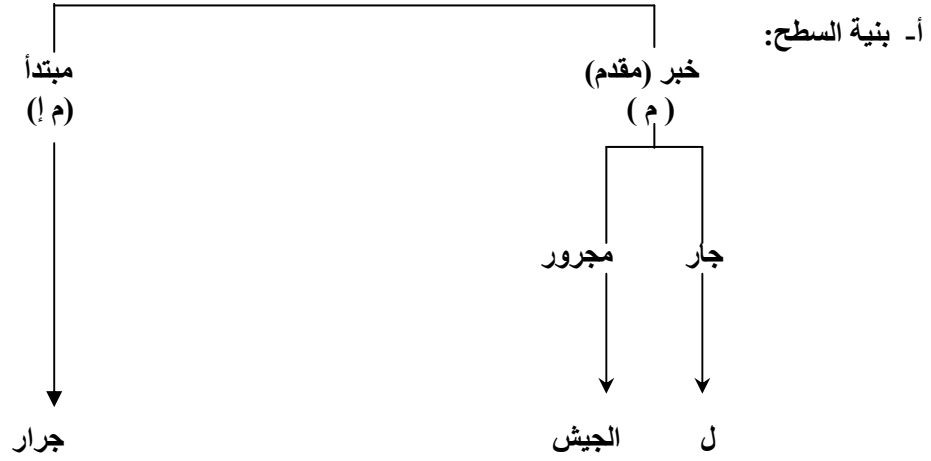 أ- بنية السطح:
خبر (مقدم) مبتدأ
( م ) (م إ)
جار مجرور
ل الجيش جرار